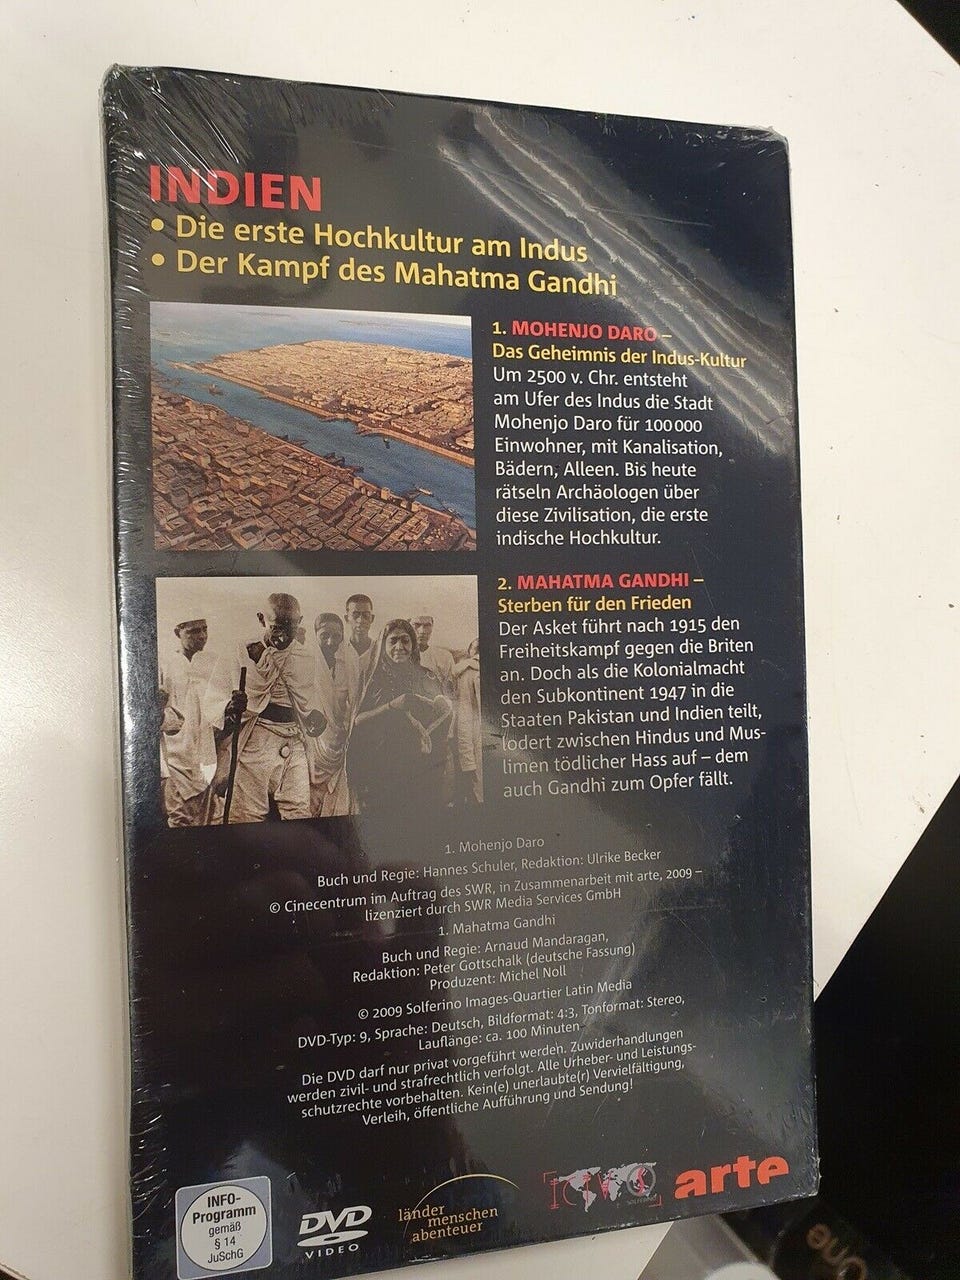 INDIEN
• Die erste Hochkultur am Indus
• Der Kampf des Mahatma Gandhi
1. MOHENJO DARO –
Das Geheimnis der Indus-Kultur
Um 2500 v. Chr. entsteht
am Ufer des Indus die Stadt
Mohenjo Daro für 100 000
Einwohner, mit Kanalisation,
Bädern, Alleen. Bis heute
rätseln Archäologen über
diese Zivilisation, die erste
indische Hochkultur.
2. MAHATMA GANDHI –
Sterben für den Frieden
Der Asket führt nach 1915 den
Freiheitskampf gegen die Briten
an. Doch als die Kolonialmacht
den Subkontinent 1947 in die
Staaten Pakistan und Indien teilt,
lodert zwischen Hindus und Mus-
limen tödlicher Hass auf – dem
auch Gandhi zum Opfer fällt.
1. Mohenjo Daro
Buch und Regie: Hannes Schuler, Redaktion: Ulrike Becker
© Cinecentrum im Auftrag des SWR, in Zusammenarbeit mit arte, 2009 –
lizenziert durch SWR Media Services GmbH
1. Mahatma Gandhi
Buch und Regie: Arnaud Mandaragan,
Redaktion: Peter Gottschalk (deutsche Fassung)
Produzent: Michel Noll
© 2009 Solferino Images-Quartier Latin Media
DVD-Typ: 9, Sprache: Deutsch, Bildformat: 4:3, Tonformat: Stereo,
Lauflänge: ca. 100 Minuten
Die DVD darf nur privat vorgeführt werden. Zuwiderhandlungen
werden zivil- und strafrechtlich verfolgt. Alle Urheber- und Leistungs-
schutzrechte vorbehalten. Kein(e) unerlaubte(r) Vervielfältigung,
Verleih, öffentliche Aufführung und Sendung!
INFO-
Programm
gemäß
§ 14
JuSchG
DVD
VIDEO
länder
menschen
abenteuer
arte